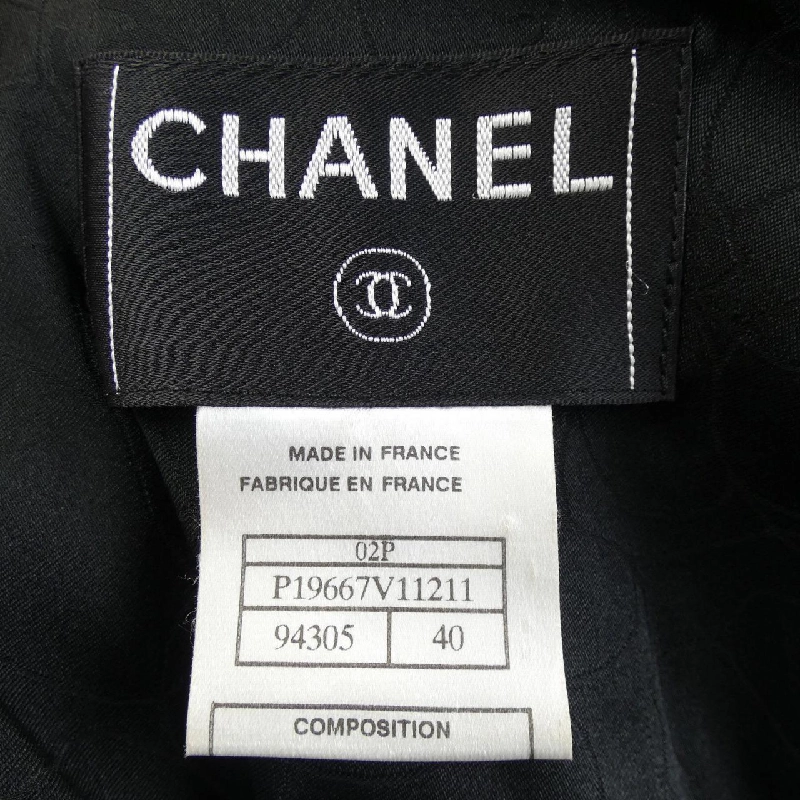 CHANEL
MADE IN FRANCE
FABRIQUE EN FRANCE
02P
P19667V11211
94305 40
COMPOSITION